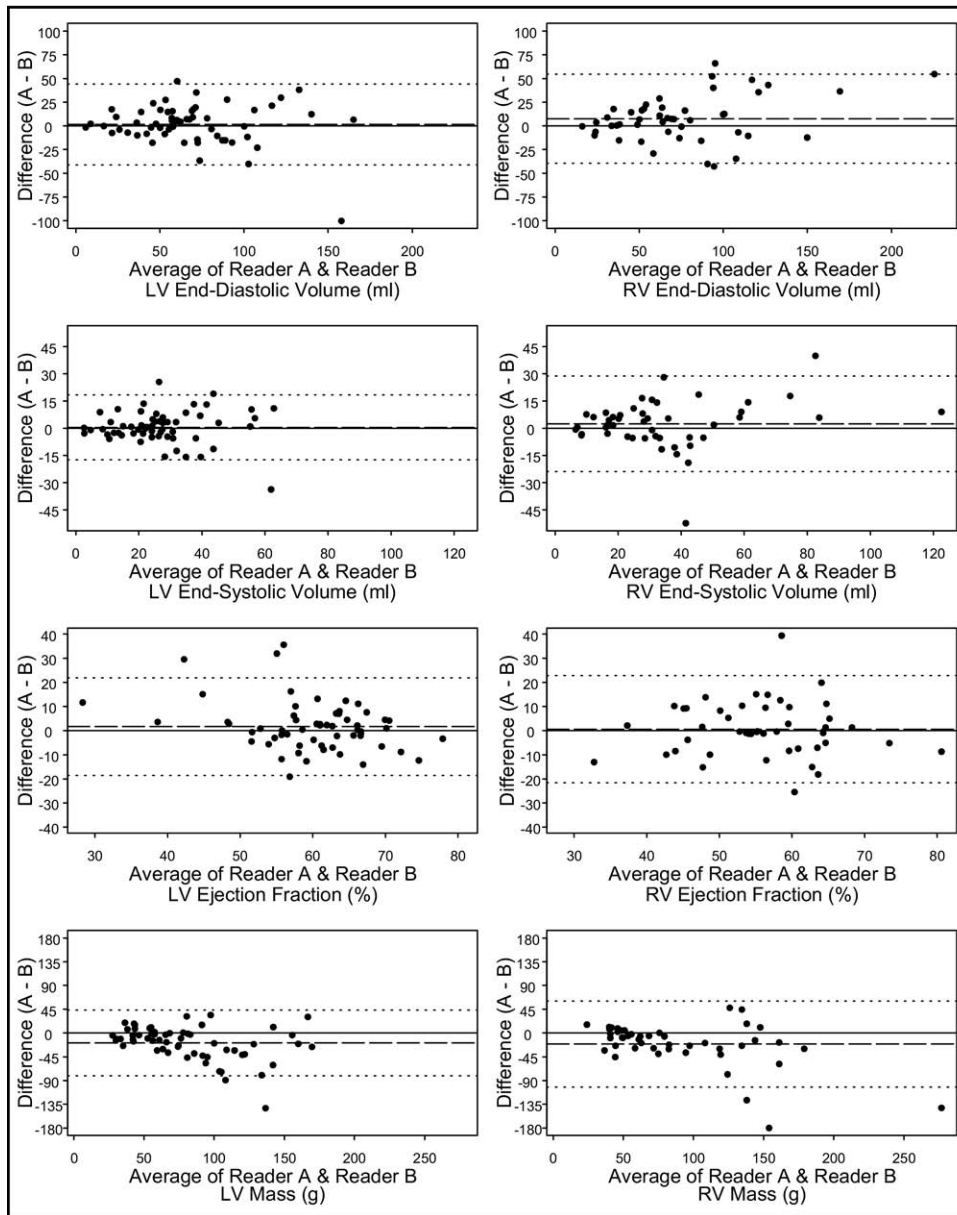 100
75
50
25
0
-25
-50
-75
-100
Difference (A - B)
0 50 100 150 200
Average of Reader A & Reader B
LV End-Diastolic Volume (ml)
100
75
50
25
0
-25
-50
-75
-100
Difference (A - B)
0 50 100 150 200
Average of Reader A & Reader B
RV End-Diastolic Volume (ml)
45
30
15
0
-15
-30
-45
Difference (A - B)
0 20 40 60 80 100 120
Average of Reader A & Reader B
LV End-Systolic Volume (ml)
45
30
15
0
-15
-30
-45
Difference (A - B)
0 20 40 60 80 100 120
Average of Reader A & Reader B
RV End-Systolic Volume (ml)
40
30
20
10
0
-10
-20
-30
-40
Difference (A - B)
30 40 50 60 70 80
Average of Reader A & Reader B
LV Ejection Fraction (%)
40
30
20
10
0
-10
-20
-30
-40
Difference (A - B)
30 40 50 60 70 80
Average of Reader A & Reader B
RV Ejection Fraction (%)
180
135
90
45
0
-45
-90
-135
-180
Difference (A - B)
0 50 100 150 200 250
Average of Reader A & Reader B
LV Mass (g)
180
135
90
45
0
-45
-90
-135
-180
Difference (A - B)
0 50 100 150 200 250
Average of Reader A & Reader B
RV Mass (g)